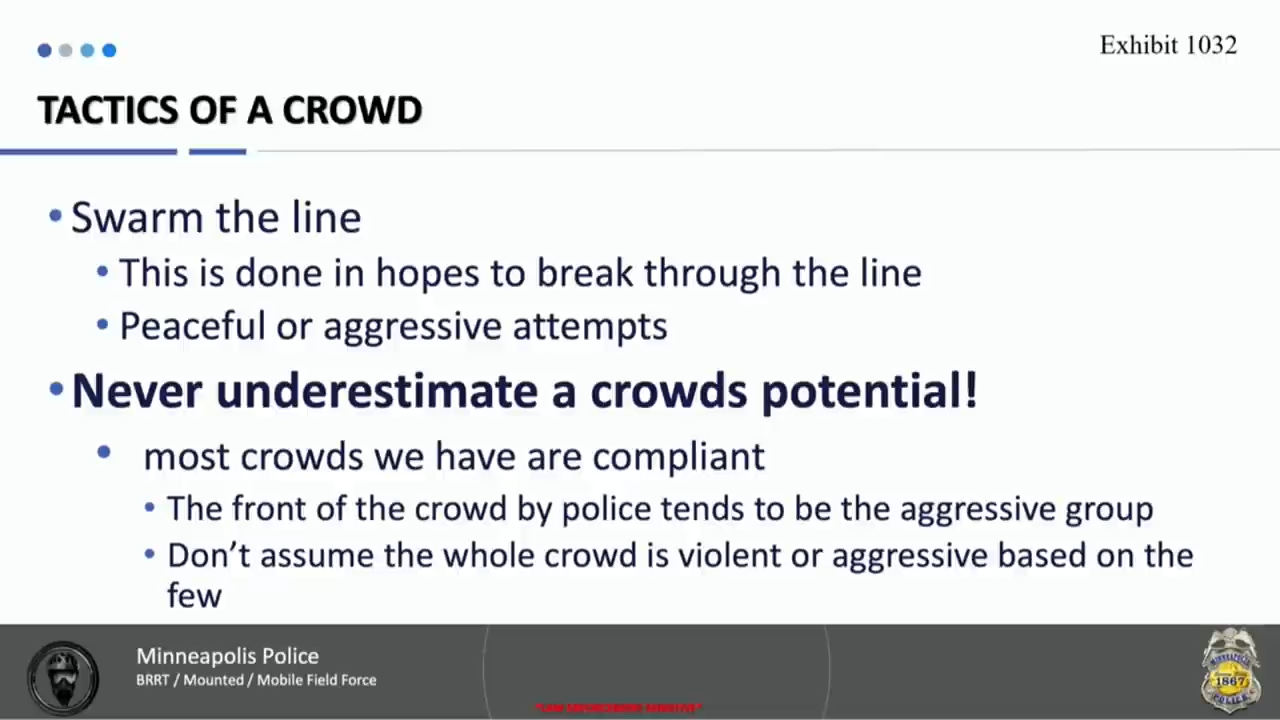 Exhibit 1032
TACTICS OF A CROWD
• Swarm the line
• This is done in hopes to break through the line
• Peaceful or aggressive attempts
• Never underestimate a crowds potential!
• most crowds we have are compliant
• The front of the crowd by police tends to be the aggressive group
• Don’t assume the whole crowd is violent or aggressive based on the
few
Minneapolis Police
BRRT / Mounted / Mobile Field Force
MINNEAPOLIS
1867
POLICE